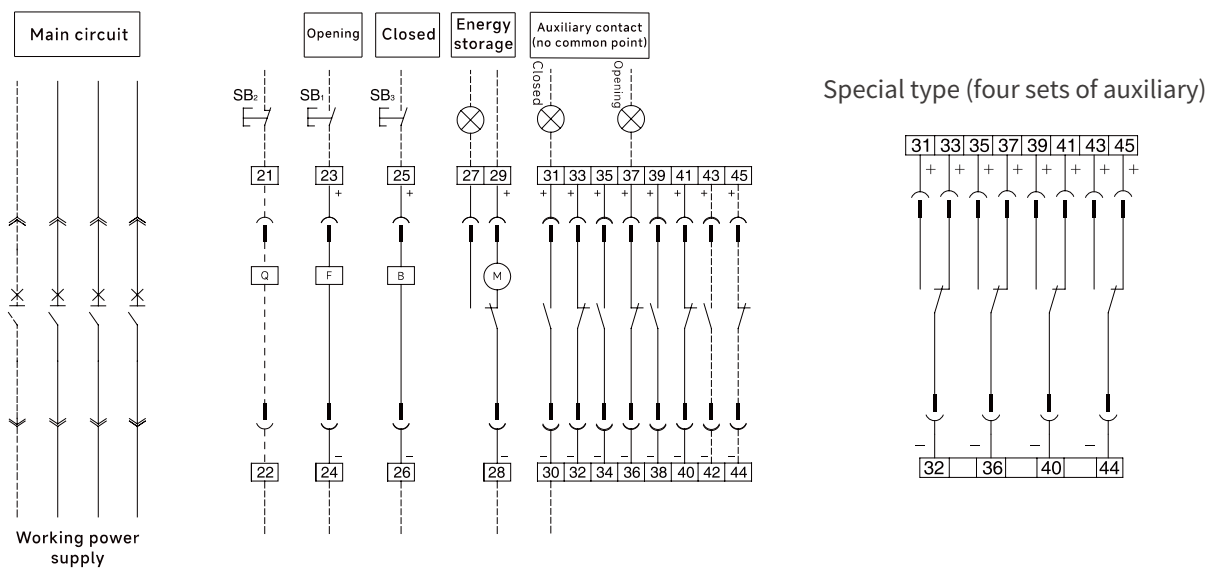 Main circuit
Opening
Closed
Energy
storage
Auxiliary contact
(no common point)
Closed
Opening
SB₂
SB₁
SB₃
21
23
25
27 29
31 33 35 37 39 41 43 45
+ + + + + + + + + + +
Q
F
B
M
− − − − − − − − − − −
22
24
26
28
30 32 34 36 38 40 42 44
Working power
supply
Special type (four sets of auxiliary)
31 33 35 37 39 41 43 45
+ + + + + + + +
− − − −
32 36 40 44